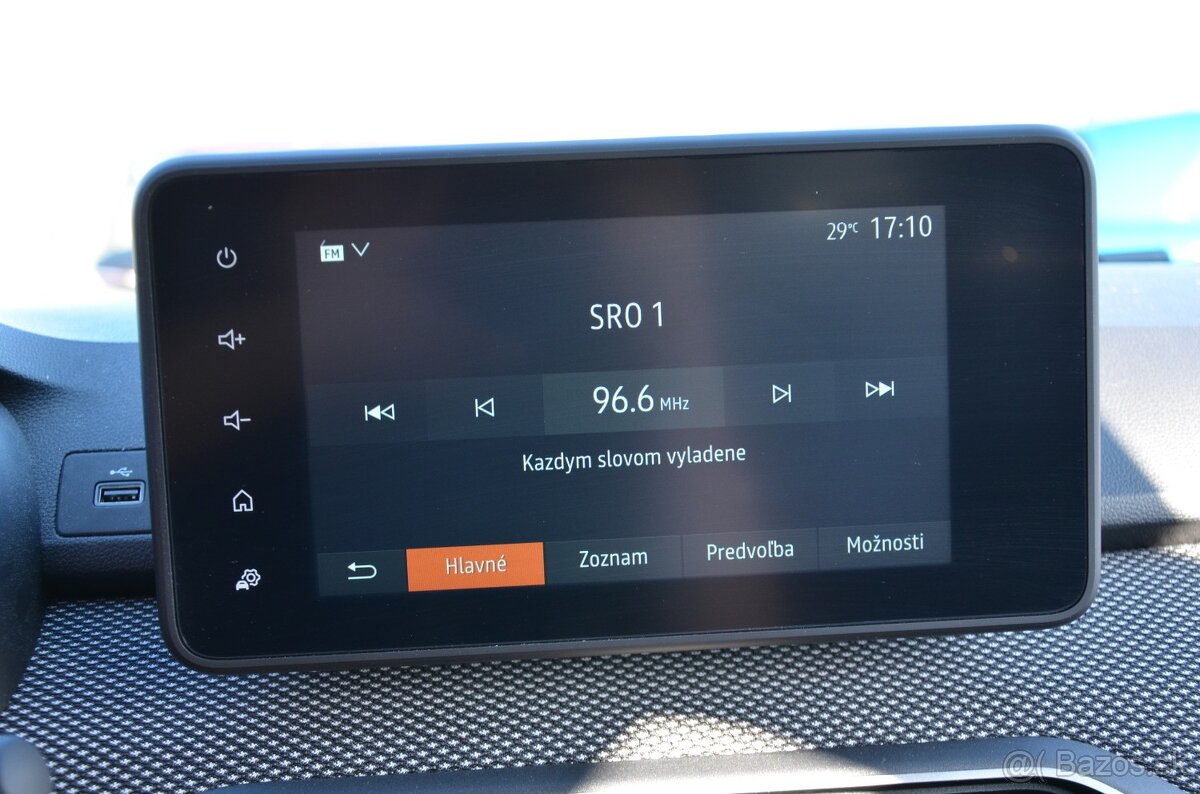 FM
29°C 17:10
SRO 1
96.6 MHz
Kazdym slovom vyladene
Hlavné Zoznam Predvoľba Možnosti
@( Bazos.sk